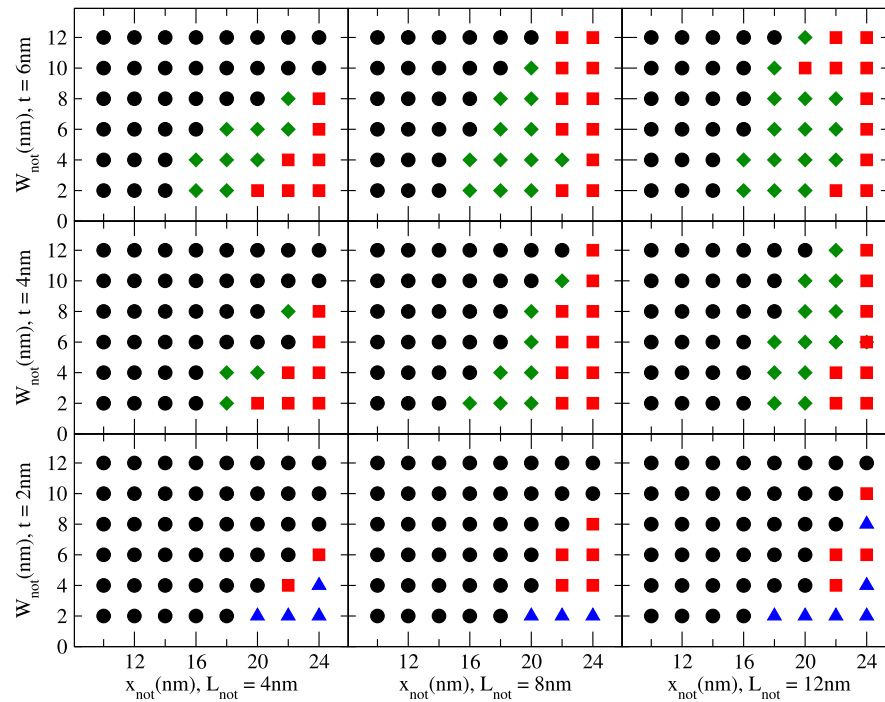 12
10
8
6
4
2
0
W_not(nm), t = 6nm
12
10
8
6
4
2
0
W_not(nm), t = 4nm
12
10
8
6
4
2
0
W_not(nm), t = 2nm
12 16 20 24
12 16 20 24
12 16 20 24
x_not(nm), L_not = 4nm
x_not(nm), L_not = 8nm
x_not(nm), L_not = 12nm